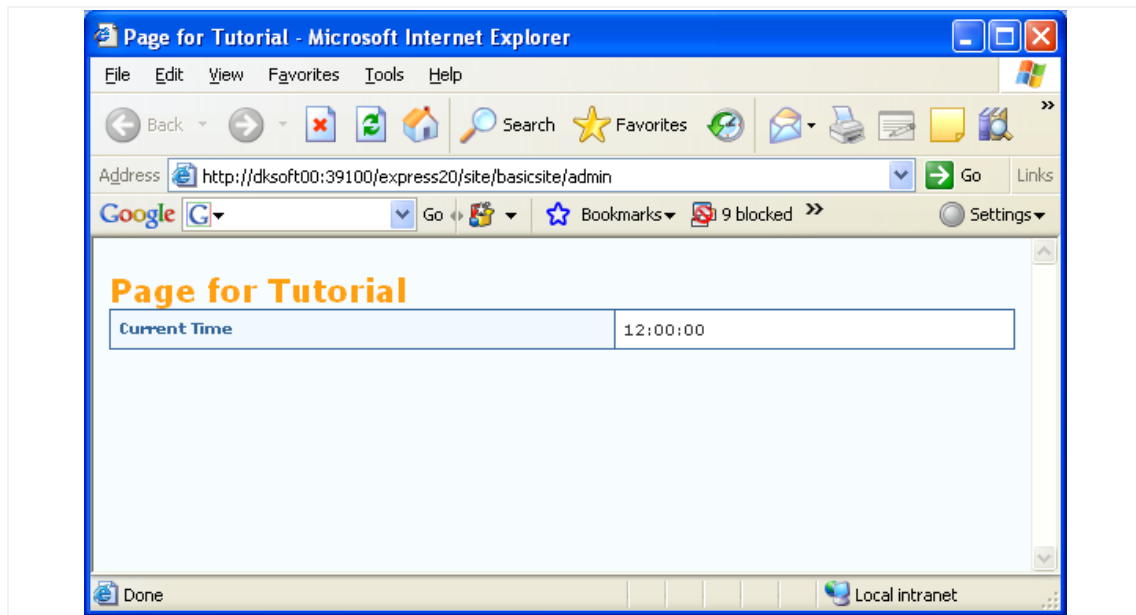 Page for Tutorial - Microsoft Internet Explorer
File Edit View Favorites Tools Help
Back Search Favorites »
Address http://dksoft00:39100/express20/site/basicsite/admin Go Links
Google G Go Bookmarks 9 blocked » Settings
Page for Tutorial
Current Time 12:00:00
Done Local intranet